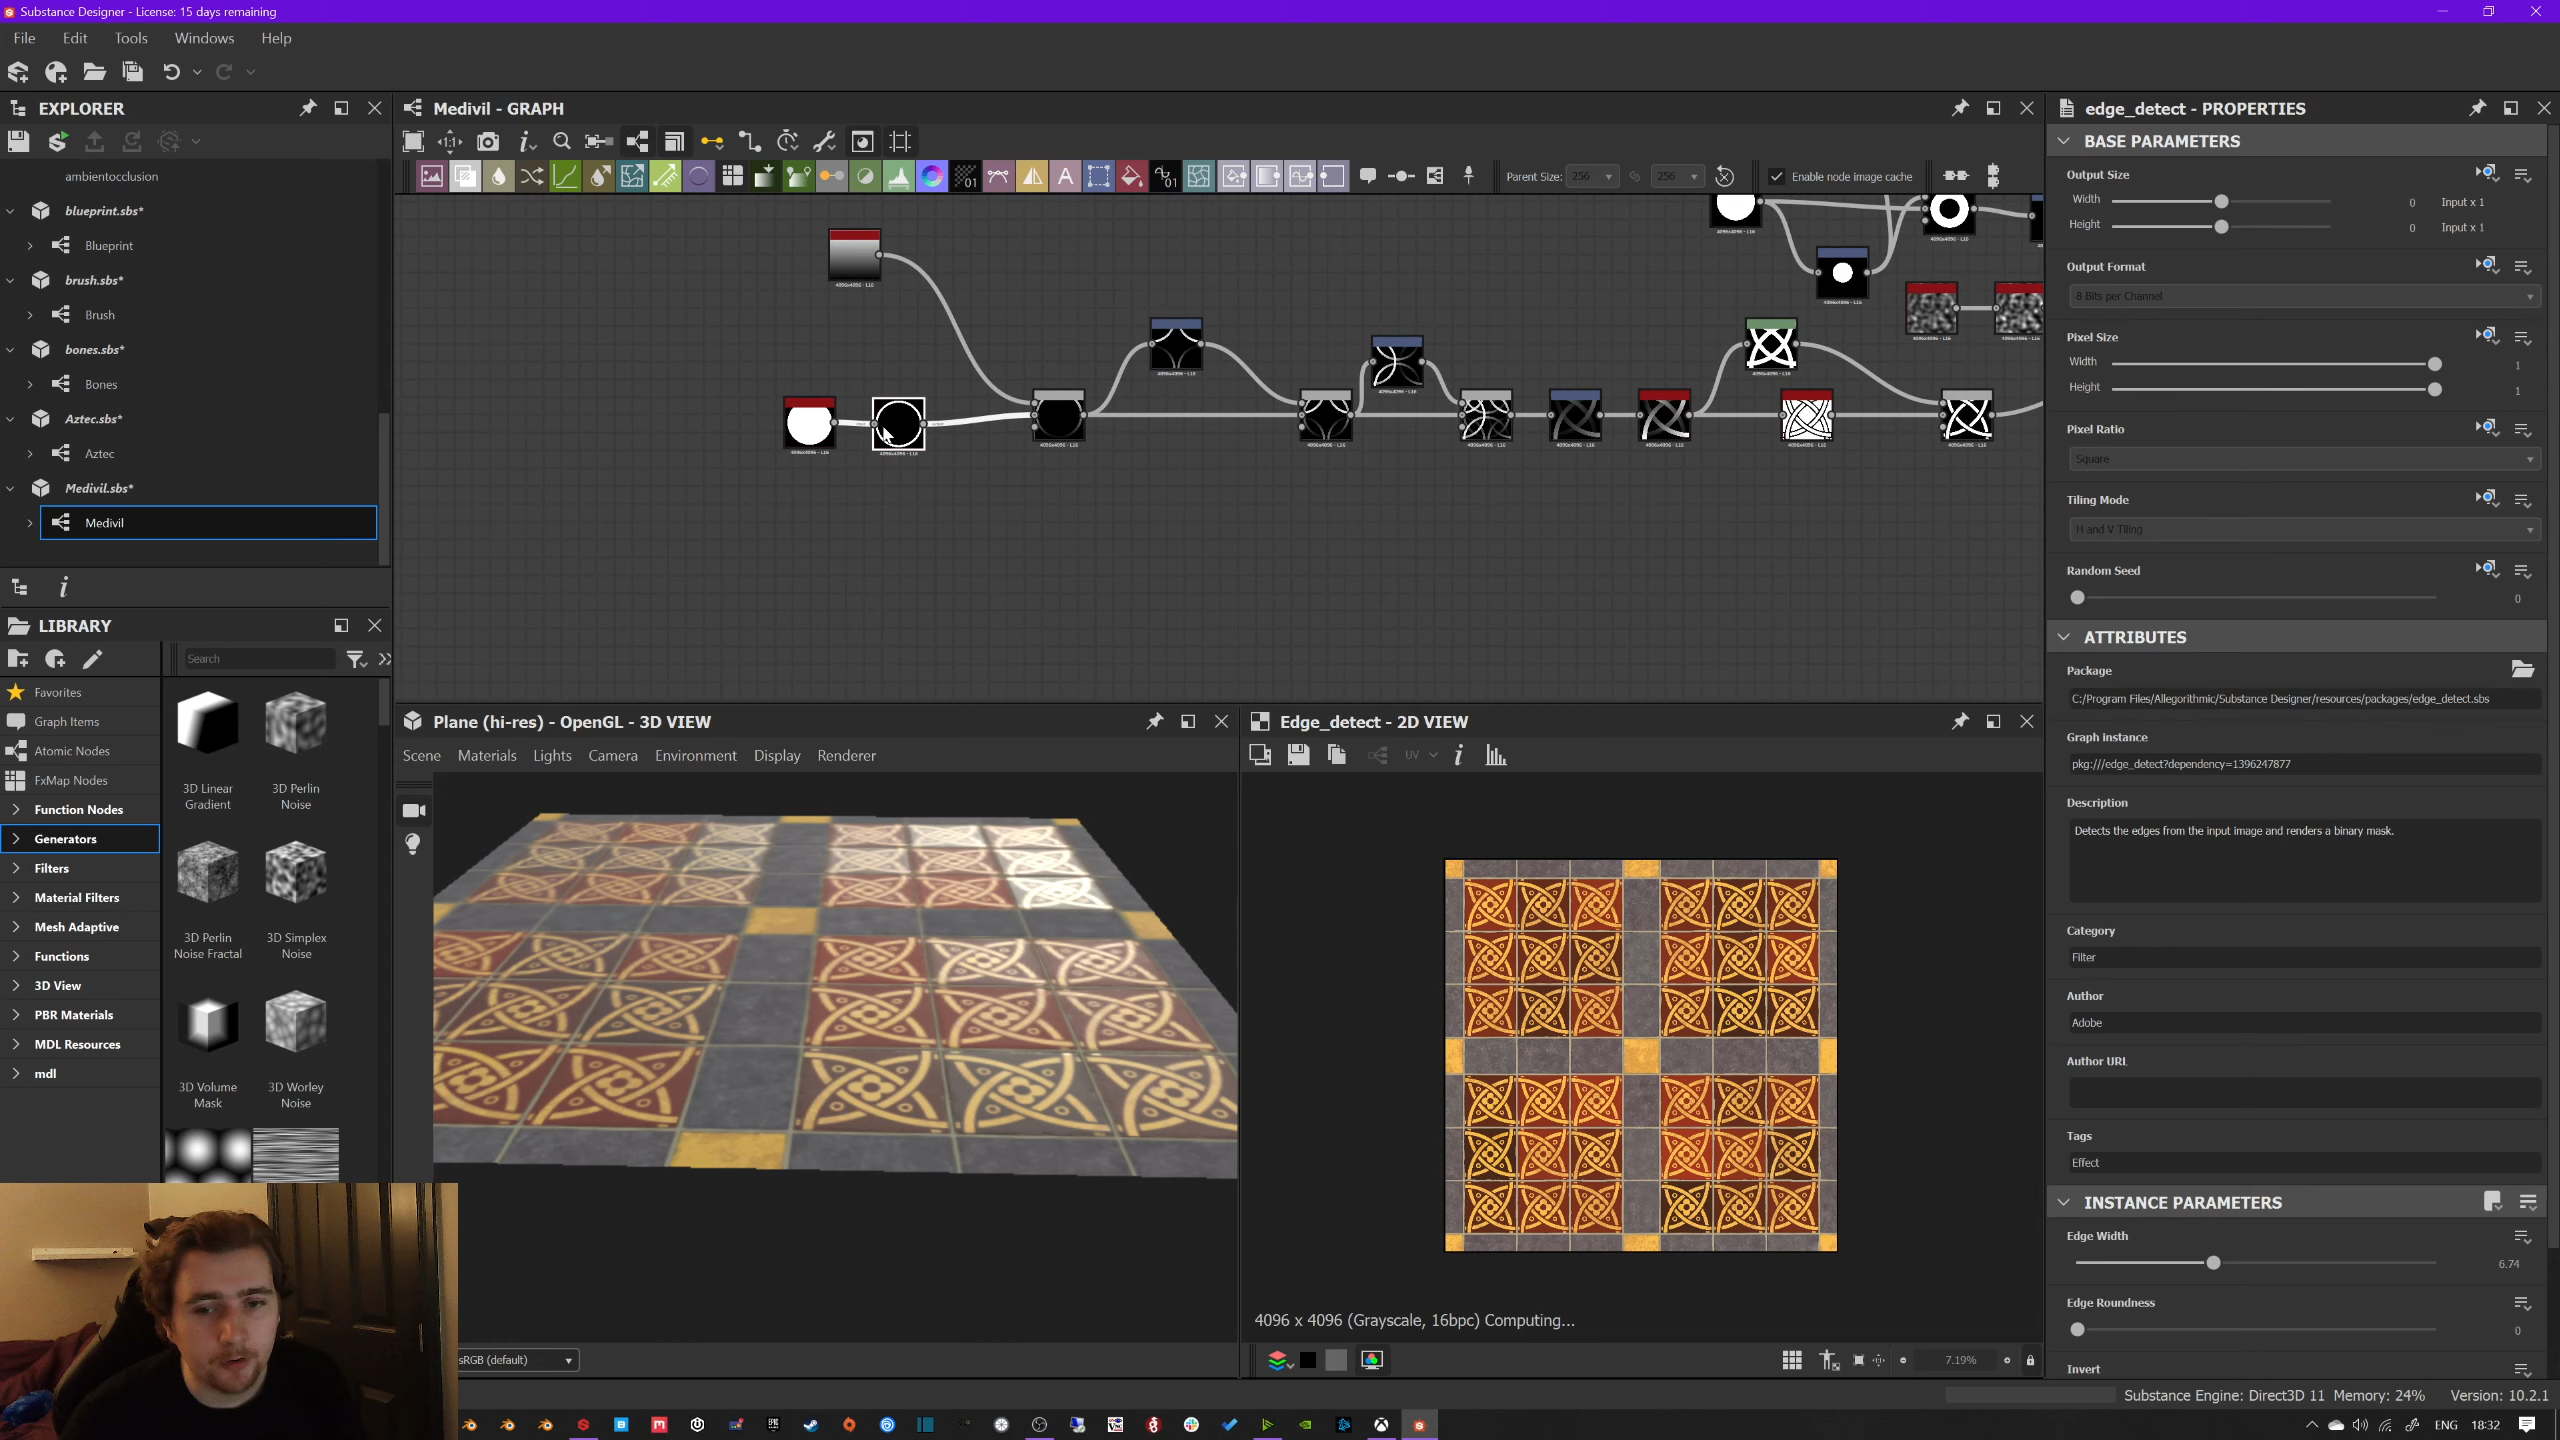 Substance Designer - License: 15 days remaining
File Edit Tools Windows Help
EXPLORER
ambientocclusion
blueprint.sbs*
Blueprint
brush.sbs*
Brush
bones.sbs*
Bones
Aztec.sbs*
Aztec
Medivil.sbs*
Medivil
LIBRARY
Search
Favorites
Graph Items
Atomic Nodes
FxMap Nodes
Function Nodes
Generators
Filters
Material Filters
Mesh Adaptive
Functions
3D View
PBR Materials
MDL Resources
mdl
3D Linear
Gradient
3D Perlin
Noise
3D Perlin
Noise Fractal
3D Simplex
Noise
3D Volume
Mask
3D Worley
Noise
Medivil - GRAPH
Parent Size: 256 256 Enable node image cache
Plane (hi-res) - OpenGL - 3D VIEW
Scene Materials Lights Camera Environment Display Renderer
sRGB (default)
Edge_detect - 2D VIEW
UV
4096 x 4096 (Grayscale, 16bpc) Computing...
7.19%
edge_detect - PROPERTIES
BASE PARAMETERS
Output Size
Width 0 Input x 1
Height 0 Input x 1
Output Format
8 Bits per Channel
Pixel Size
Width 1
Height 1
Pixel Ratio
Square
Tiling Mode
H and V Tiling
Random Seed
0
ATTRIBUTES
Package
C:/Program Files/Allegorithmic/Substance Designer/resources/packages/edge_detect.sbs
Graph instance
pkg:///edge_detect?dependency=1396247877
Description
Detects the edges from the input image and renders a binary mask.
Category
Filter
Author
Adobe
Author URL
Tags
Effect
INSTANCE PARAMETERS
Edge Width
6.74
Edge Roundness
0
Invert
Substance Engine: Direct3D 11 Memory: 24% Version: 10.2.1
ENG 18:32